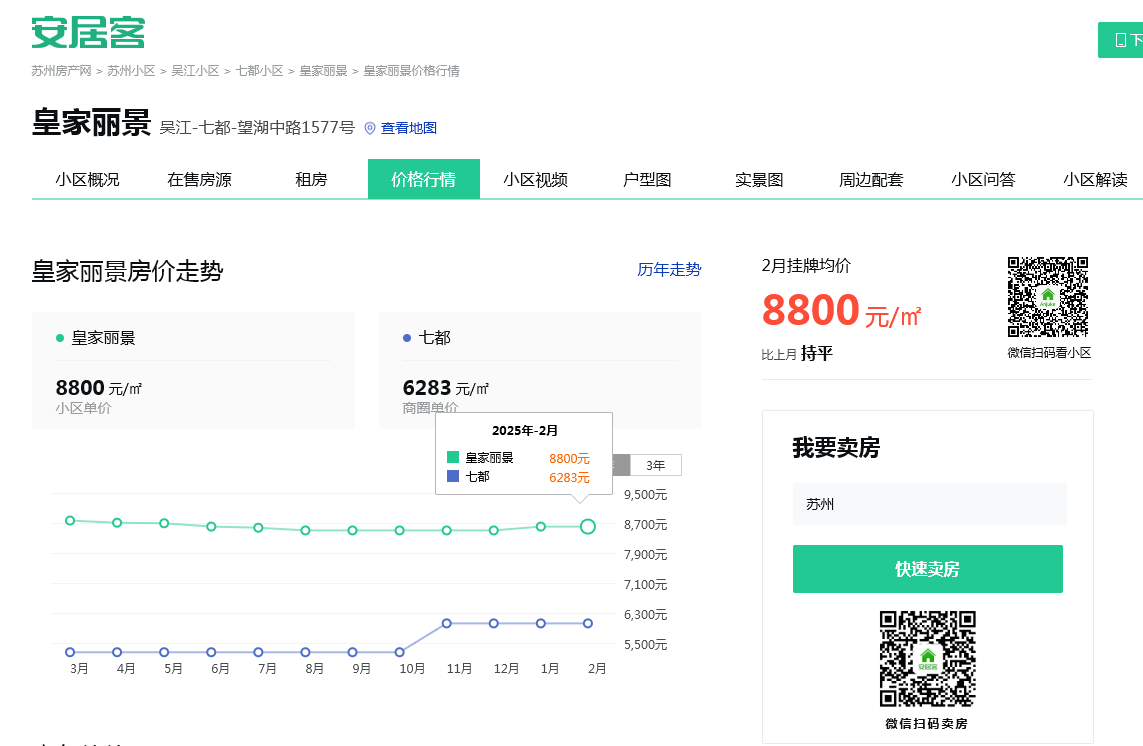 安居客
下
苏州房产网 > 苏州小区 > 吴江小区 > 七都小区 > 皇家丽景 > 皇家丽景价格行情
皇家丽景 吴江-七都-望湖中路1577号 查看地图
小区概况 在售房源 租房 价格行情 小区视频 户型图 实景图 周边配套 小区问答 小区解读
皇家丽景房价走势 历年走势
皇家丽景
8800 元/㎡
小区单价
七都
6283 元/㎡
商圈单价
2025年-2月
皇家丽景 8800元
七都 6283元
3年
9,500元
8,700元
7,900元
7,100元
6,300元
5,500元
3月 4月 5月 6月 7月 8月 9月 10月 11月 12月 1月 2月
2月挂牌均价
8800 元/㎡
比上月 持平
Anjuke
微信扫码看小区
我要卖房
苏州
快速卖房
安居客
微信扫码卖房